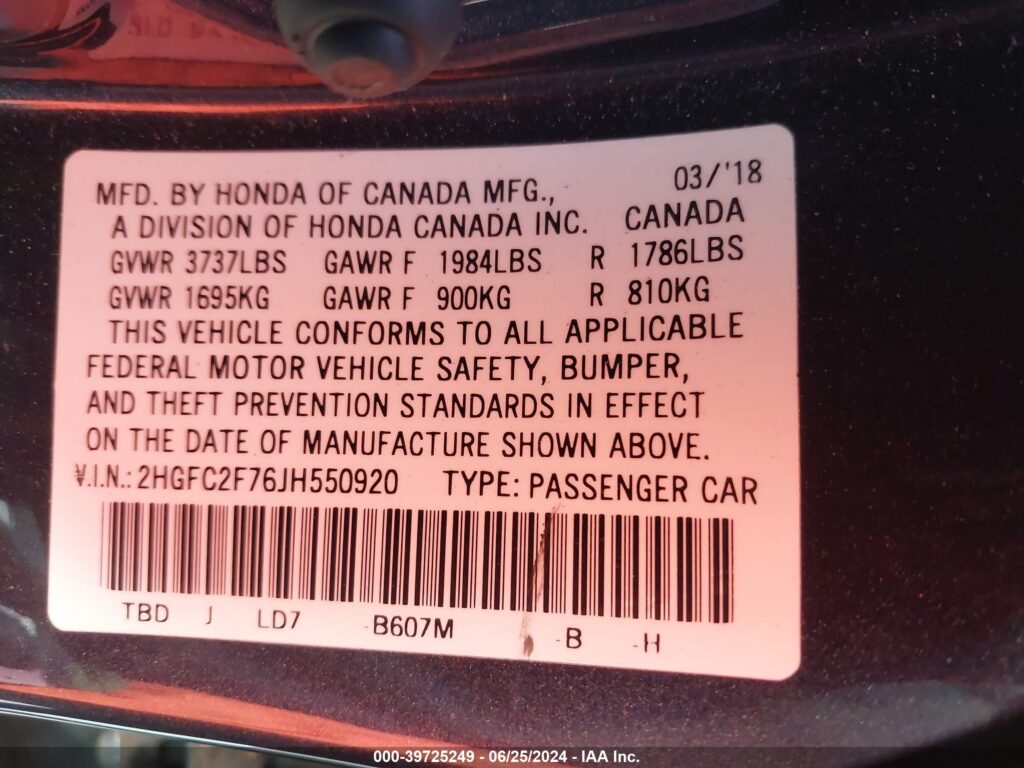 MFD. BY HONDA OF CANADA MFG., 03/'18
A DIVISION OF HONDA CANADA INC. CANADA
GVWR 3737LBS GAWR F 1984LBS R 1786LBS
GVWR 1695KG GAWR F 900KG R 810KG
THIS VEHICLE CONFORMS TO ALL APPLICABLE
FEDERAL MOTOR VEHICLE SAFETY, BUMPER,
AND THEFT PREVENTION STANDARDS IN EFFECT
ON THE DATE OF MANUFACTURE SHOWN ABOVE.
V.I.N.: 2HGFC2F76JH550920 TYPE: PASSENGER CAR
TBD J LD7 -B607M -B -H
000-39725249 - 06/25/2024 - IAA Inc.